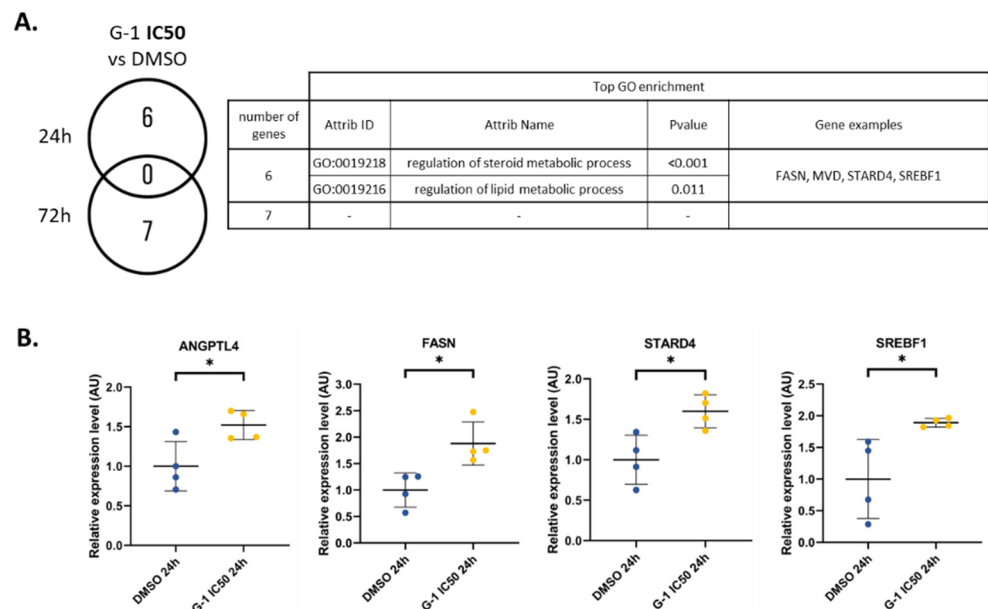 A.
G-1 IC50
vs DMSO
24h
6
0
72h
7
Top GO enrichment
number of
genes
Attrib ID
Attrib Name
Pvalue
Gene examples
6
GO:0019218
regulation of steroid metabolic process
<0.001
FASN, MVD, STARD4, SREBF1
GO:0019216
regulation of lipid metabolic process
0.011
7
-
-
-
B.
ANGPTL4
*
Relative expression level (AU)
2.0
1.5
1.0
0.5
0.0
DMSO 24h
G-1 IC50 24h
FASN
*
Relative expression level (AU)
3.0
2.5
2.0
1.5
1.0
0.5
0.0
DMSO 24h
G-1 IC50 24h
STARD4
*
Relative expression level (AU)
2.0
1.5
1.0
0.5
0.0
DMSO 24h
G-1 IC50 24h
SREBF1
*
Relative expression level (AU)
2.5
2.0
1.5
1.0
0.5
0.0
DMSO 24h
G-1 IC50 24h